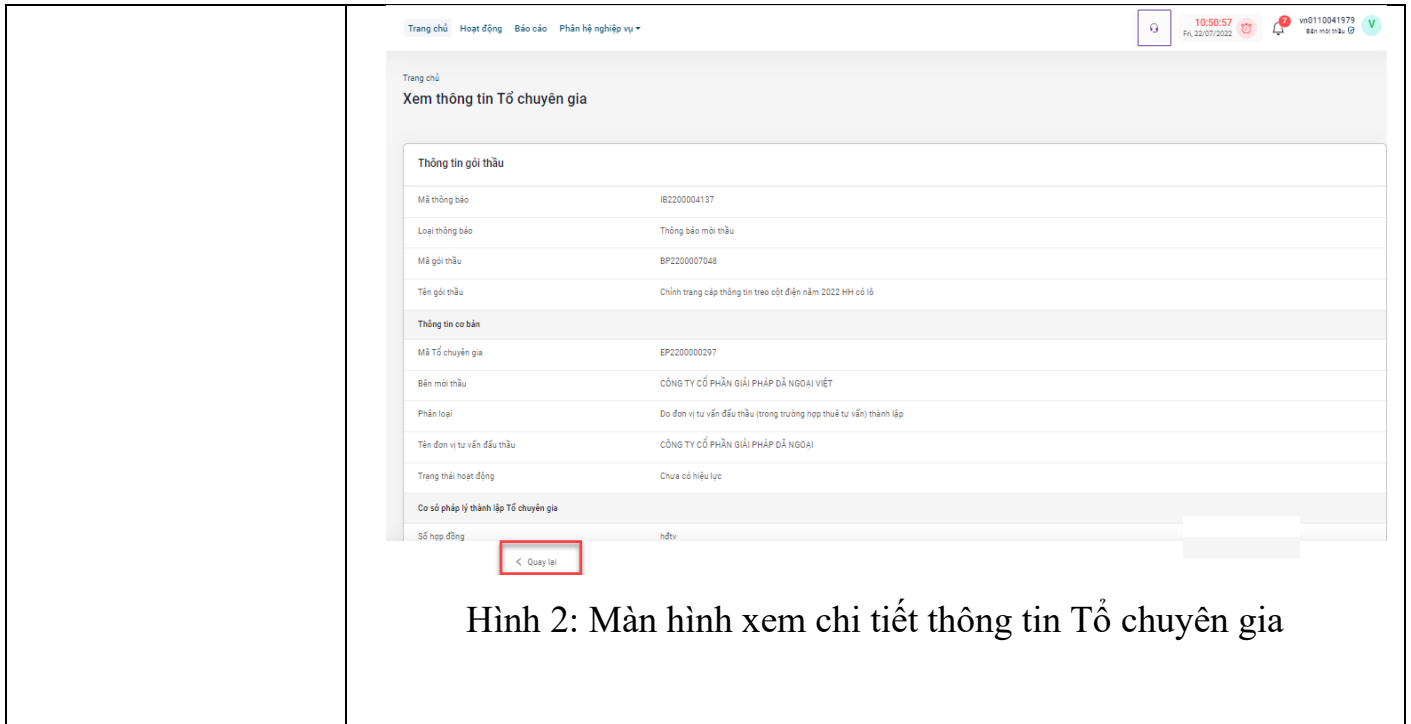 Trang chủ Hoạt động Báo cáo Phân hệ nghiệp vụ
10:50:57
Fri, 22/07/2022
7
vn0110041979
Bên mời thầu
V
Trang chủ
Xem thông tin Tổ chuyên gia
Thông tin gói thầu
Mã thông báo IB2200004137
Loại thông báo Thông báo mời thầu
Mã gói thầu BP2200007048
Tên gói thầu Chỉnh trang cáp thông tin treo cột điện năm 2022 HH có lô
Thông tin cơ bản
Mã Tổ chuyên gia EP2200000297
Bên mời thầu CÔNG TY CỔ PHẦN GIẢI PHÁP DÃ NGOẠI VIỆT
Phân loại Do đơn vị tư vấn đấu thầu (trong trường hợp thuê tư vấn) thành lập
Tên đơn vị tư vấn đấu thầu CÔNG TY CỔ PHẦN GIẢI PHÁP DÃ NGOẠI
Trạng thái hoạt động Chưa có hiệu lực
Cơ sở pháp lý thành lập Tổ chuyên gia
Số hợp đồng hđtv
< Quay lại
Hình 2: Màn hình xem chi tiết thông tin Tổ chuyên gia